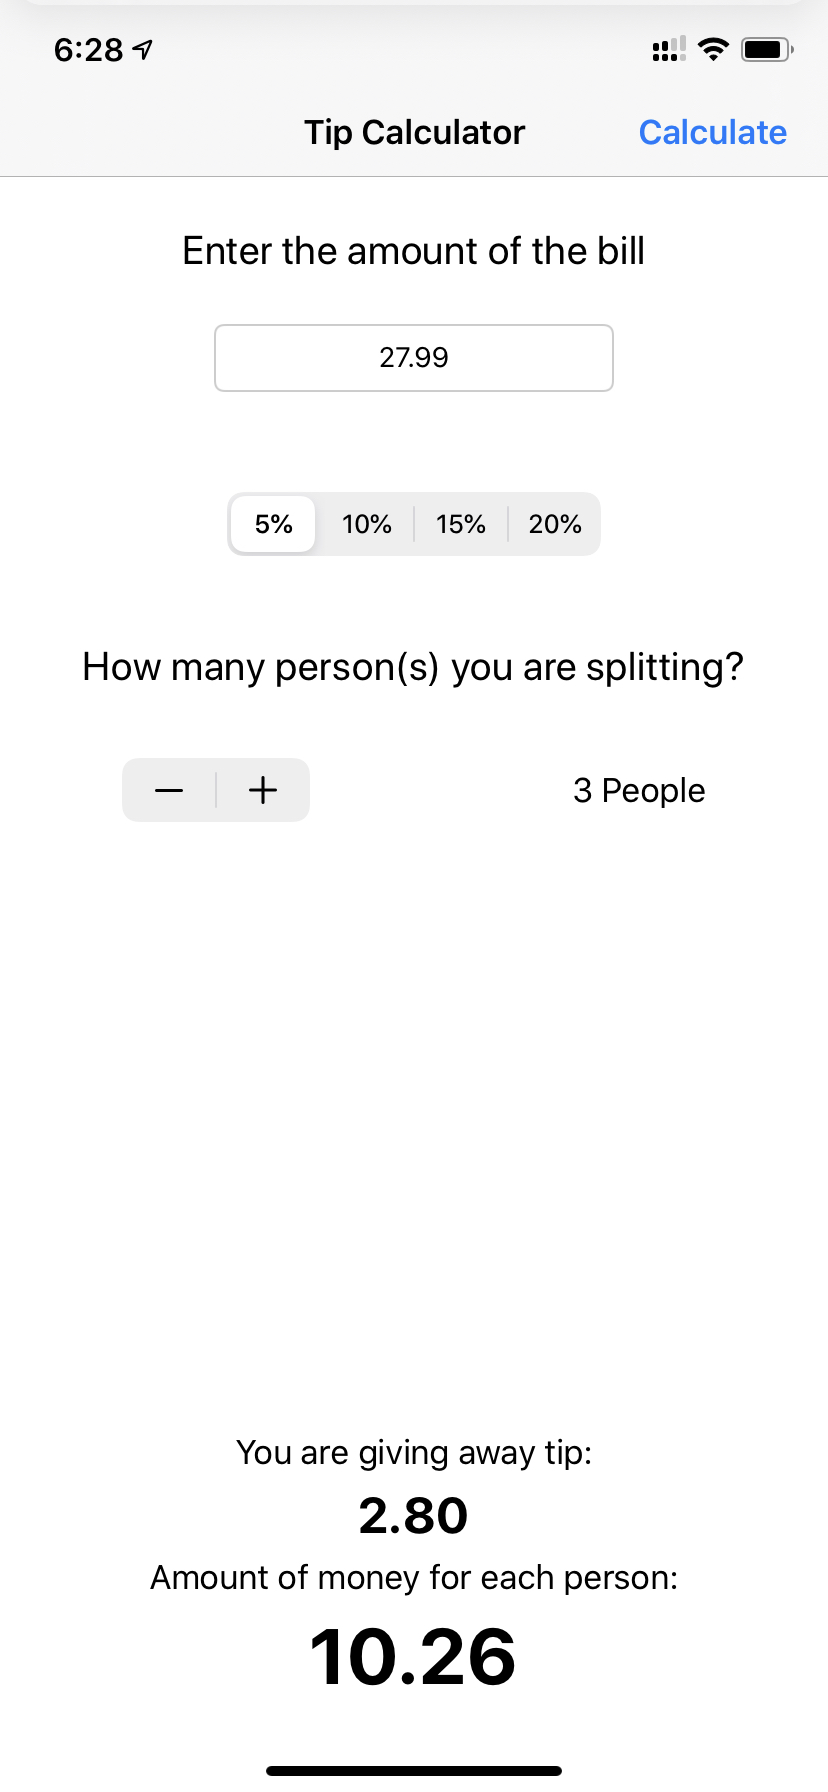 6:28
Tip Calculator
Calculate
Enter the amount of the bill
27.99
5% 10% 15% 20%
How many person(s) you are splitting?
− +
3 People
You are giving away tip:
2.80
Amount of money for each person:
10.26